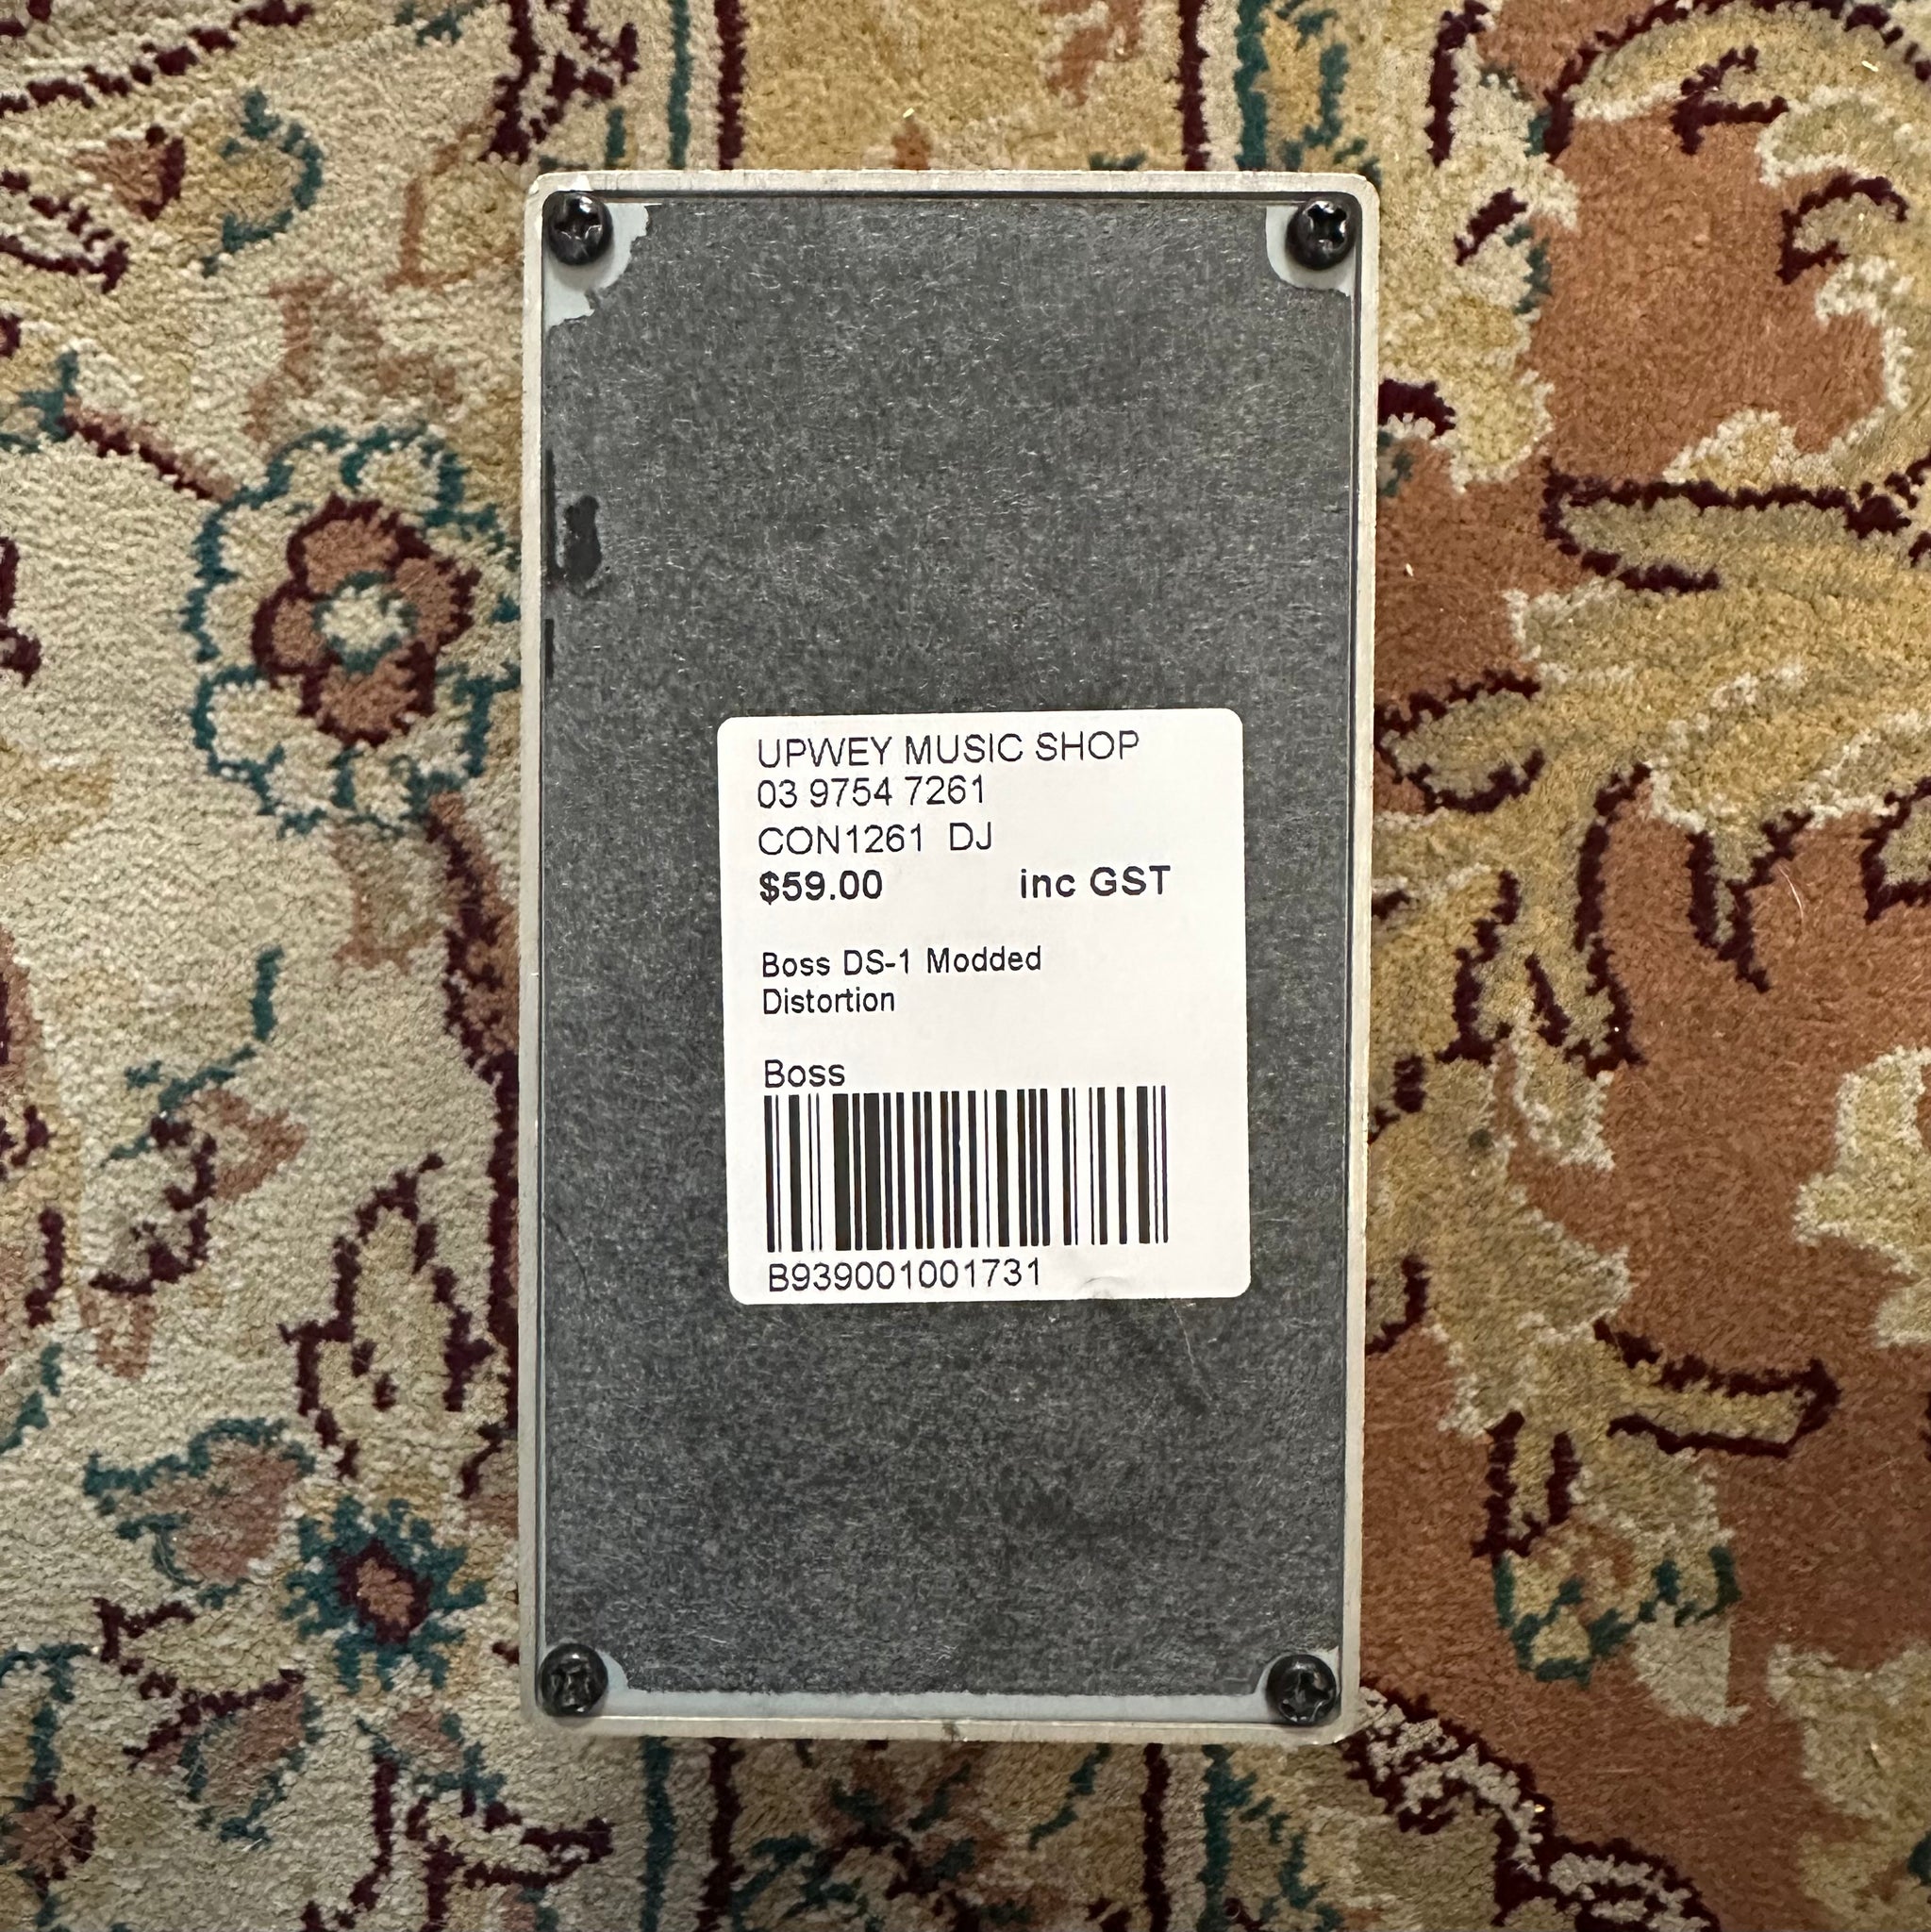 UPWEY MUSIC SHOP
03 9754 7261
CON1261 DJ
$59.00 inc GST
Boss DS-1 Modded
Distortion
Boss
B939001001731